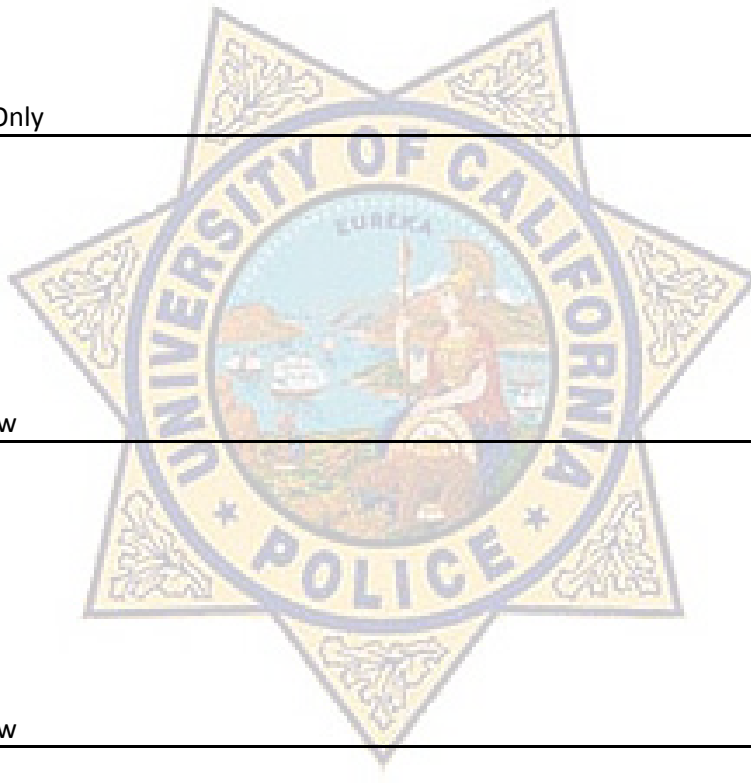 Only
UNIVERSITY OF CALIFORNIA
EUREKA
w
★ POLICE ★
w